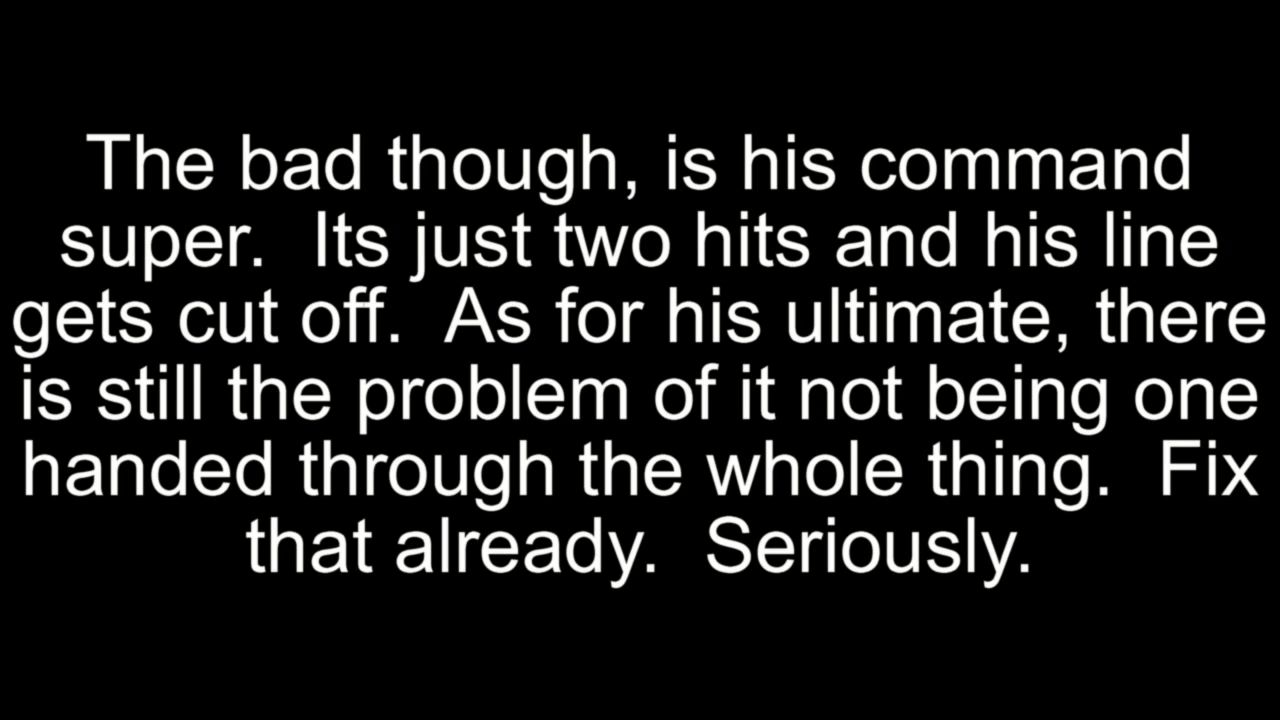 The bad though, is his command
super.  Its just two hits and his line
gets cut off.  As for his ultimate, there
is still the problem of it not being one
handed through the whole thing.  Fix
that already.  Seriously.